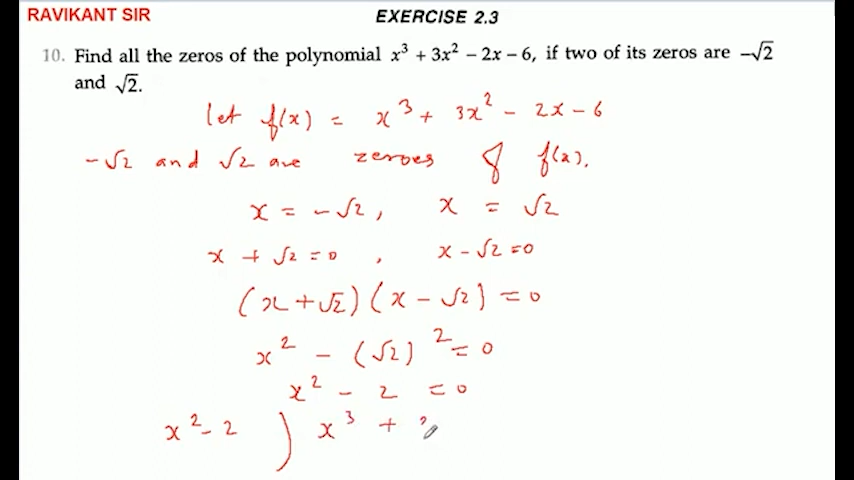 RAVIKANT SIR
EXERCISE 2.3
10. Find all the zeros of the polynomial x³ + 3x² − 2x − 6, if two of its zeros are −√2
and √2.
let f(x) = x³ + 3x² − 2x − 6
−√2 and √2 are zeroes of f(x).
x = −√2, x = √2
x + √2 = 0, x − √2 = 0
(x + √2)(x − √2) = 0
x² − (√2)² = 0
x² − 2 = 0
x² − 2 ) x³ +